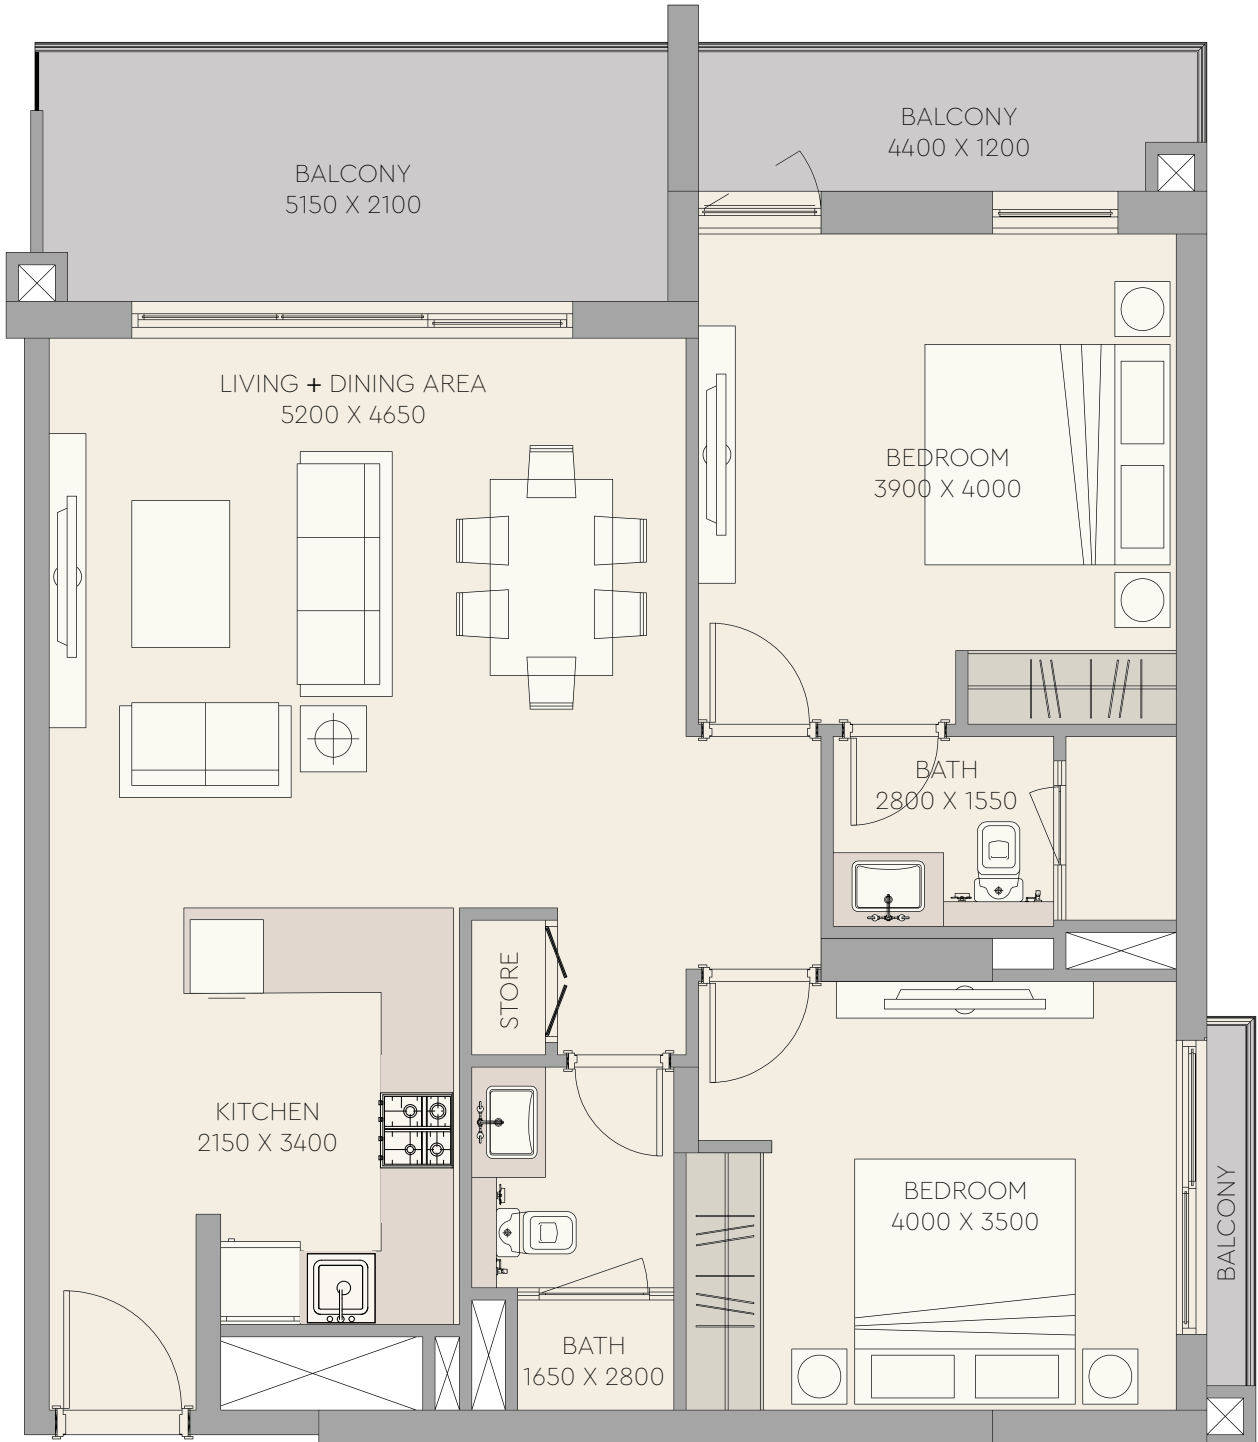 BALCONY
4400 X 1200
BALCONY
5150 X 2100
LIVING + DINING AREA
5200 X 4650
BEDROOM
3900 X 4000
BATH
2800 X 1550
STORE
KITCHEN
2150 X 3400
BEDROOM
4000 X 3500
BALCONY
BATH
1650 X 2800